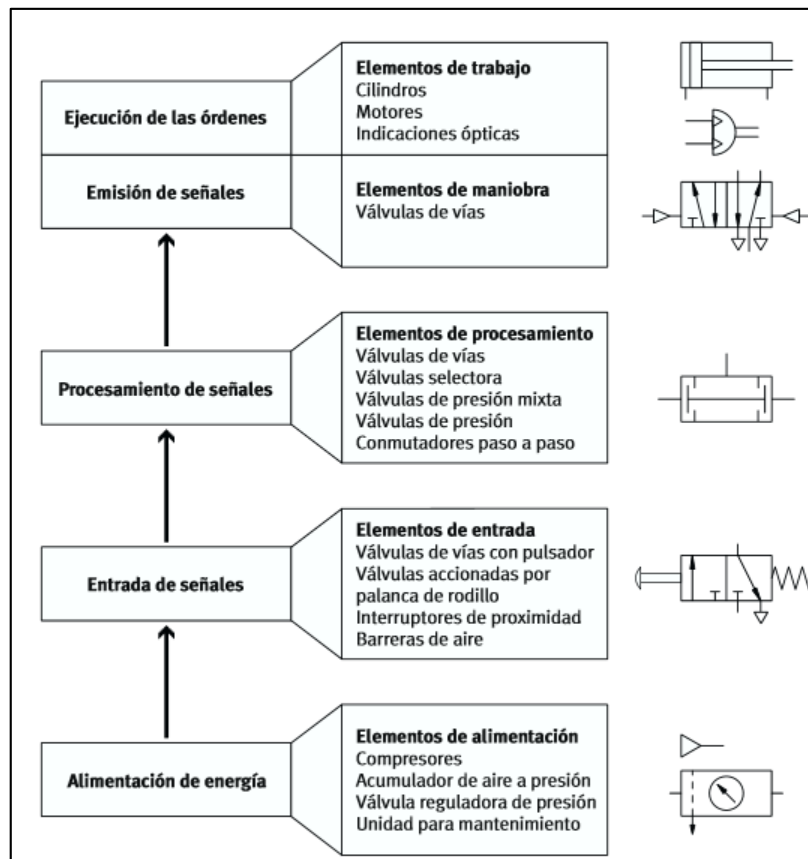 Ejecución de las órdenes
Elementos de trabajo
Cilindros
Motores
Indicaciones ópticas
Emisión de señales
Elementos de maniobra
Válvulas de vías
Procesamiento de señales
Elementos de procesamiento
Válvulas de vías
Válvulas selectora
Válvulas de presión mixta
Válvulas de presión
Conmutadores paso a paso
Entrada de señales
Elementos de entrada
Válvulas de vías con pulsador
Válvulas accionadas por
palanca de rodillo
Interruptores de proximidad
Barreras de aire
Alimentación de energía
Elementos de alimentación
Compresores
Acumulador de aire a presión
Válvula reguladora de presión
Unidad para mantenimiento